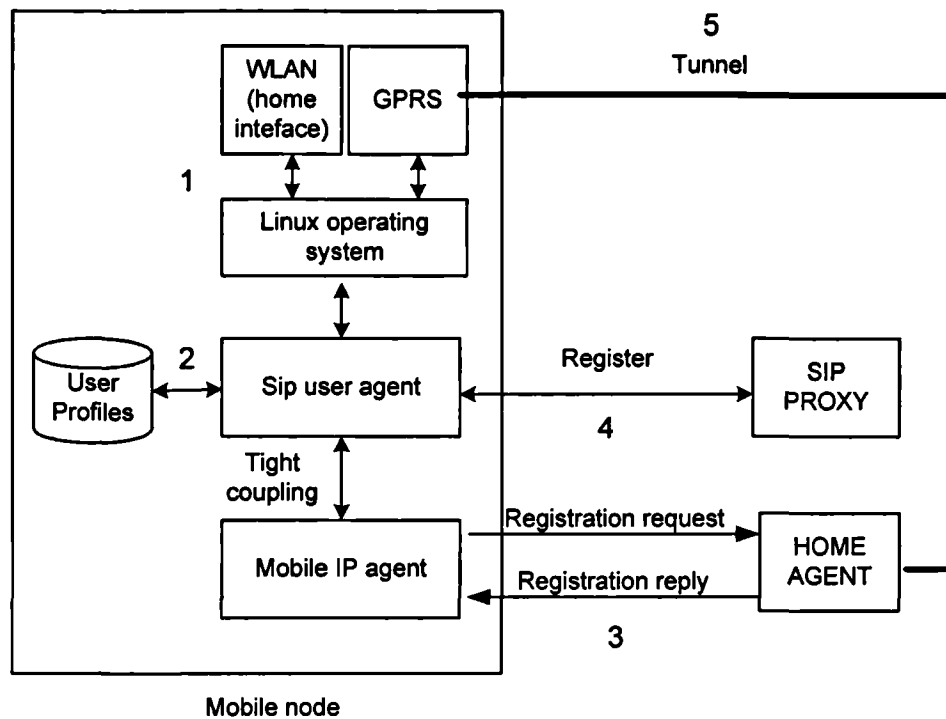 5
Tunnel
WLAN
(home
inteface)
GPRS
1
Linux operating
system
User
Profiles
2
Sip user agent
Register
4
SIP
PROXY
Tight
coupling
Mobile IP agent
Registration request
Registration reply
3
HOME
AGENT
Mobile node